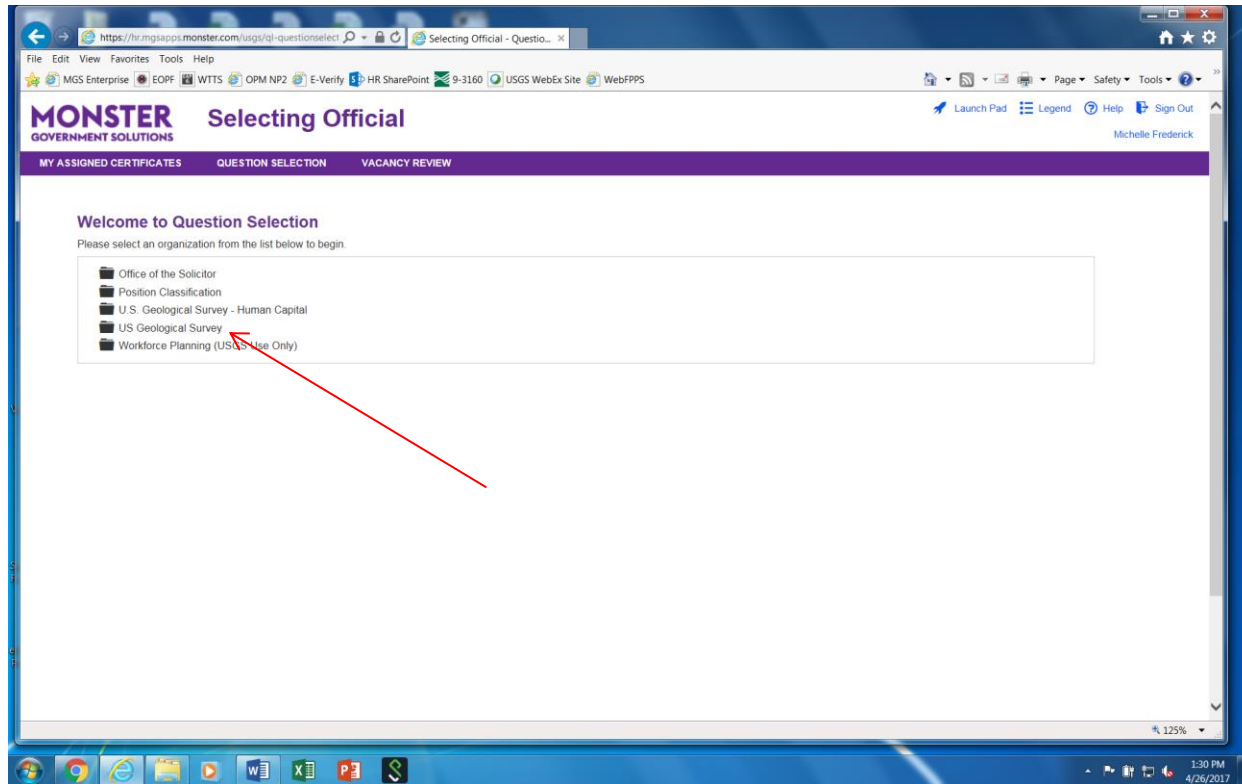 https://hr.mgsapps.monster.com/usgs/ql-questionselect
Selecting Official - Questio...
File Edit View Favorites Tools Help
MGS Enterprise EOPF WTTS OPM NP2 E-Verify HR SharePoint 9-3160 USGS WebEx Site WebFPPS
Page Safety Tools
MONSTER
GOVERNMENT SOLUTIONS
Selecting Official
Launch Pad Legend Help Sign Out
Michelle Frederick
MY ASSIGNED CERTIFICATES QUESTION SELECTION VACANCY REVIEW
Welcome to Question Selection
Please select an organization from the list below to begin.
Office of the Solicitor
Position Classification
U.S. Geological Survey - Human Capital
US Geological Survey
Workforce Planning (USGS Use Only)
125%
1:30 PM
4/26/2017